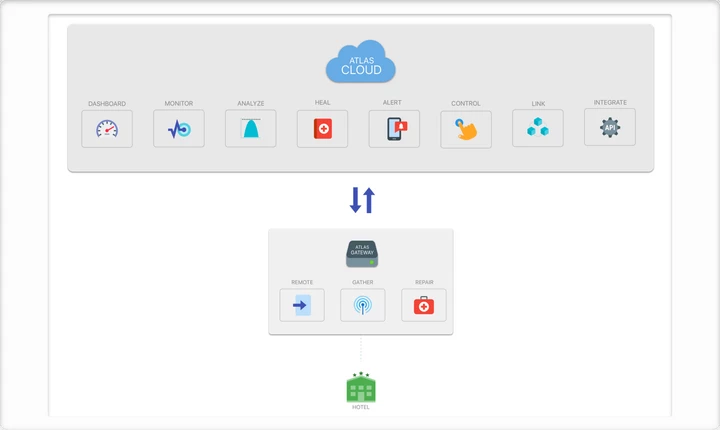 ATLAS
CLOUD
DASHBOARD
MONITOR
ANALYZE
HEAL
ALERT
CONTROL
LINK
INTEGRATE
API
ATLAS
GATEWAY
REMOTE
GATHER
REPAIR
HOTEL